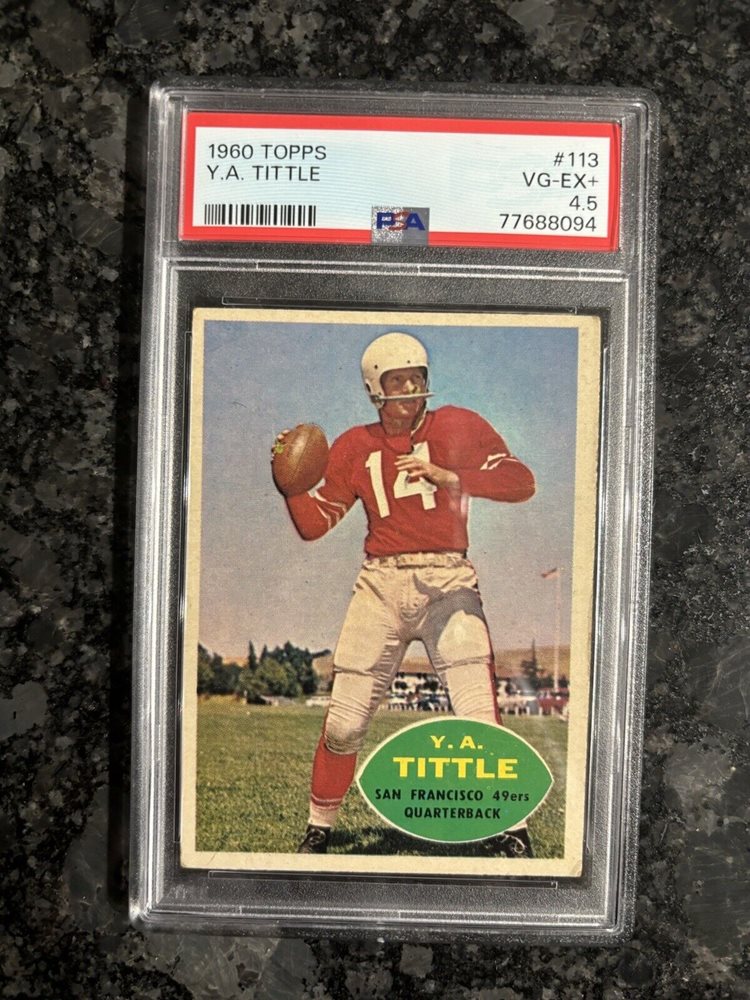 1960 TOPPS #113
Y.A. TITTLE VG-EX+
4.5
PSA 77688094
14
Y. A.
TITTLE
SAN FRANCISCO 49ers
QUARTERBACK